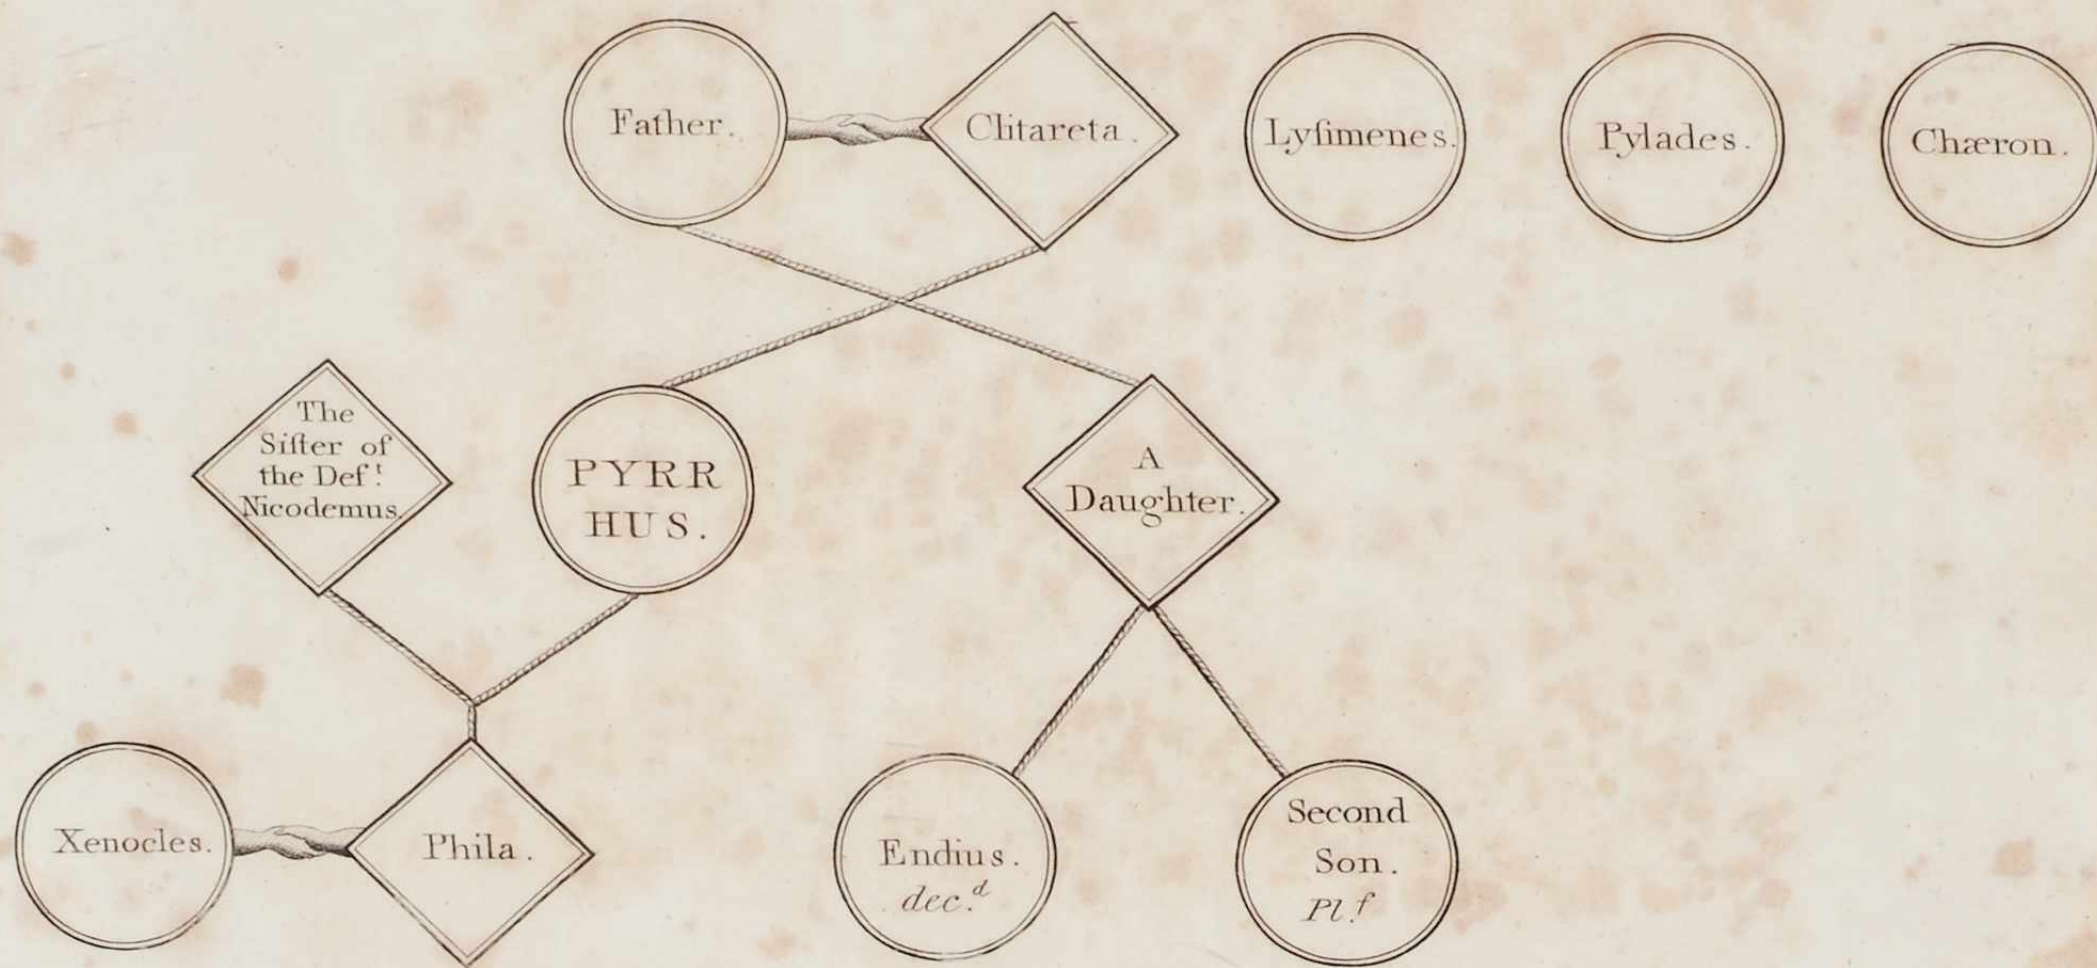 Father.
Clitareta.
Lyſimenes.
Pylades.
Chæron.
The
Siſter of
the Def.t
Nicodemus.
PYRR
HUS.
A
Daughter.
Xenocles.
Phila.
Endius.
dec.d
Second
Son.
Pl.f